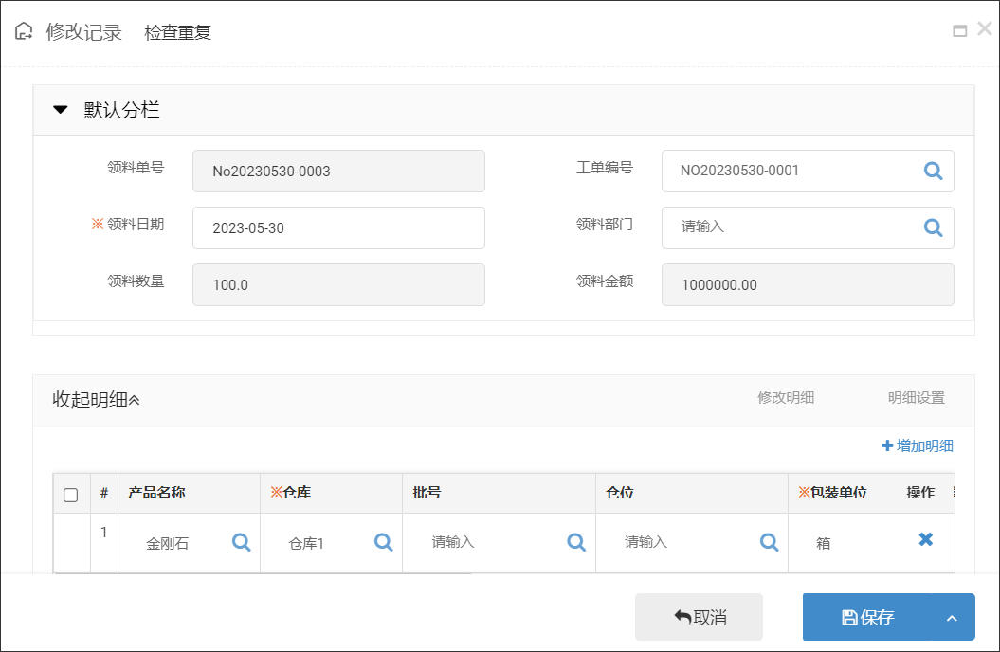 修改记录 检查重复
默认分栏
领料单号 No20230530-0003 工单编号 NO20230530-0001
※ 领料日期 2023-05-30 领料部门 请输入
领料数量 100.0 领料金额 1000000.00
收起明细 修改明细 明细设置
增加明细
# 产品名称 ※仓库 批号 仓位 ※包装单位 操作
1 金刚石 仓库1 请输入 请输入 箱
取消 保存